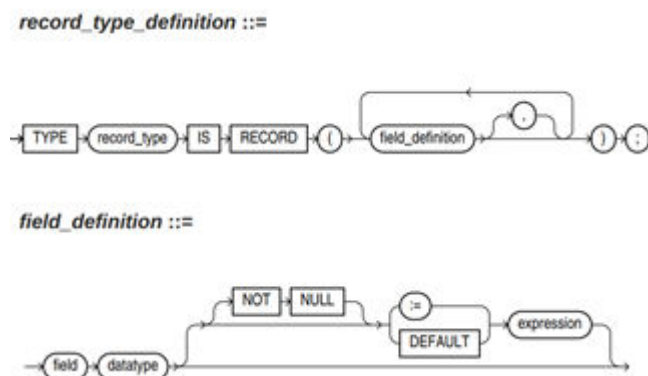 record_type_definition ::=
TYPE record_type IS RECORD ( field_definition , ) ;
field_definition ::=
NOT NULL :=
DEFAULT expression
field datatype